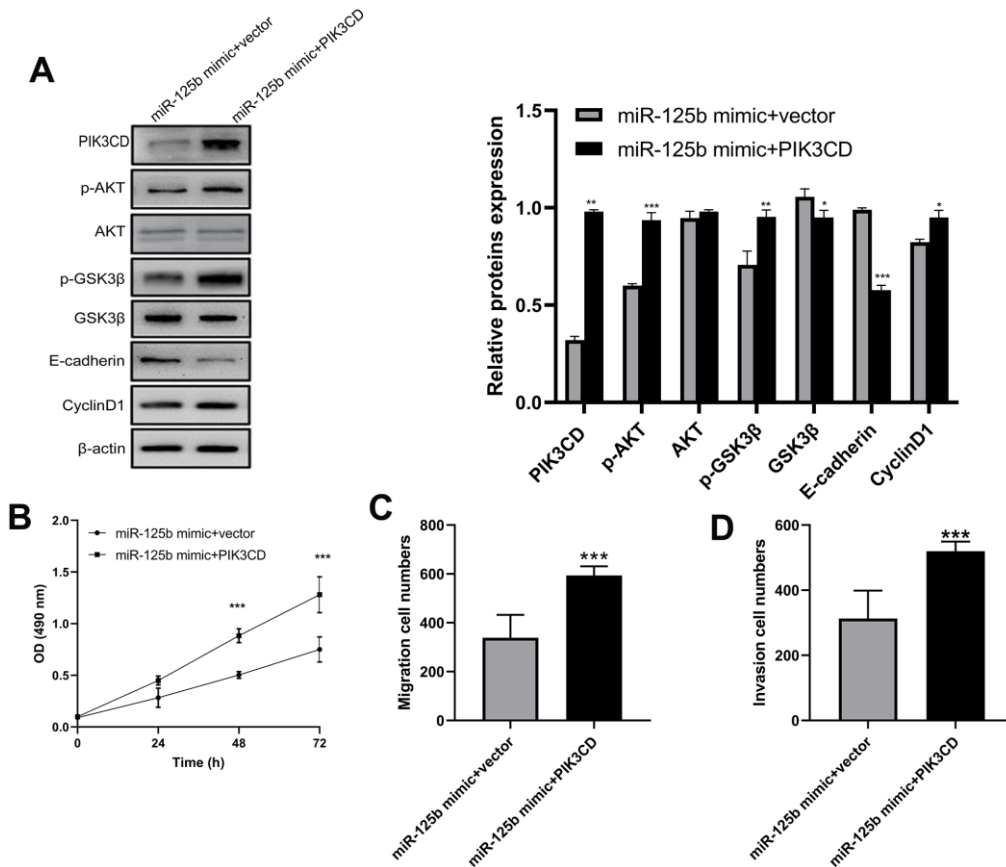 A
miR-125b mimic+vector
miR-125b mimic+PIK3CD
PIK3CD
p-AKT
AKT
p-GSK3β
GSK3β
E-cadherin
CyclinD1
β-actin
miR-125b mimic+vector
miR-125b mimic+PIK3CD
Relative proteins expression
1.5
1.0
0.5
0.0
**
***
**
*
***
*
PIK3CD
p-AKT
AKT
p-GSK3β
GSK3β
E-cadherin
CyclinD1
B
miR-125b mimic+vector
miR-125b mimic+PIK3CD
OD (490 nm)
2.0
1.5
1.0
0.5
0.0
***
***
0
24
48
72
Time (h)
C
Migration cell numbers
800
600
400
200
0
***
miR-125b mimic+vector
miR-125b mimic+PIK3CD
D
Invasion cell numbers
600
400
200
0
***
miR-125b mimic+vector
miR-125b mimic+PIK3CD